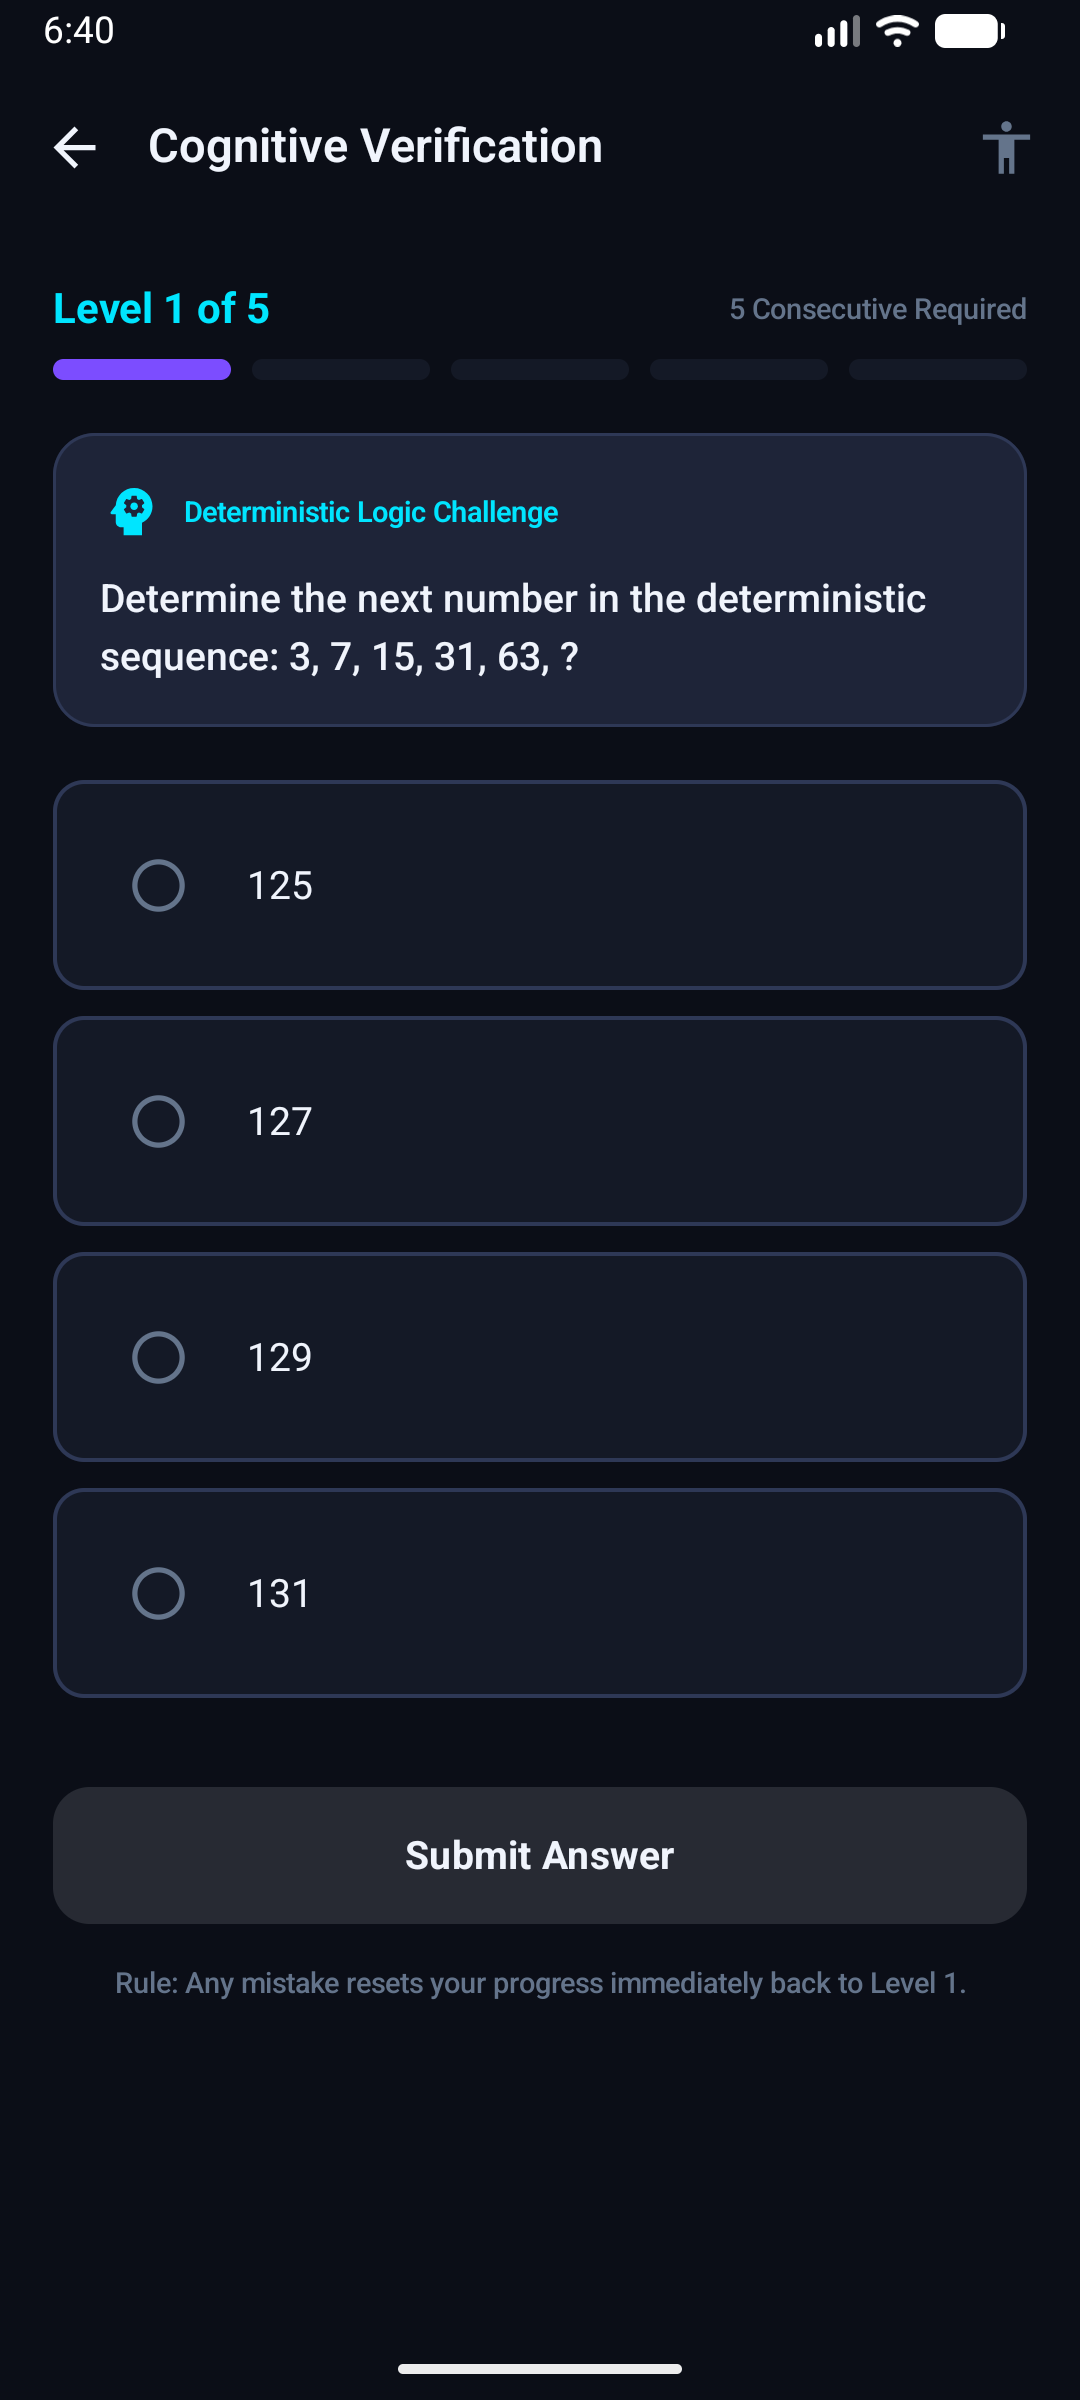 6:40
Cognitive Verification
Level 1 of 5
5 Consecutive Required
Deterministic Logic Challenge
Determine the next number in the deterministic
sequence: 3, 7, 15, 31, 63, ?
125
127
129
131
Submit Answer
Rule: Any mistake resets your progress immediately back to Level 1.